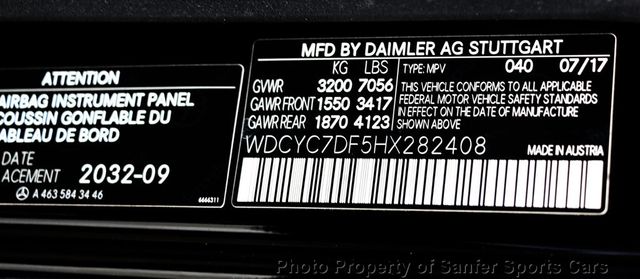 ATTENTION
AIRBAG INSTRUMENT PANEL
COUSSIN GONFLABLE DU
TABLEAU DE BORD
DATE
ACEMENT 2032-09
A 463 584 34 46
6666311
MFD BY DAIMLER AG STUTTGART
KG LBS
GVWR 3200 7056
GAWR FRONT 1550 3417
GAWR REAR 1870 4123
TYPE: MPV 040 07/17
THIS VEHICLE CONFORMS TO ALL APPLICABLE
FEDERAL MOTOR VEHICLE SAFETY STANDARDS
IN EFFECT ON THE DATE OF MANUFACTURE
SHOWN ABOVE.
WDCYC7DF5HX282408
MADE IN AUSTRIA
Photo Property of Sanfer Sports Cars